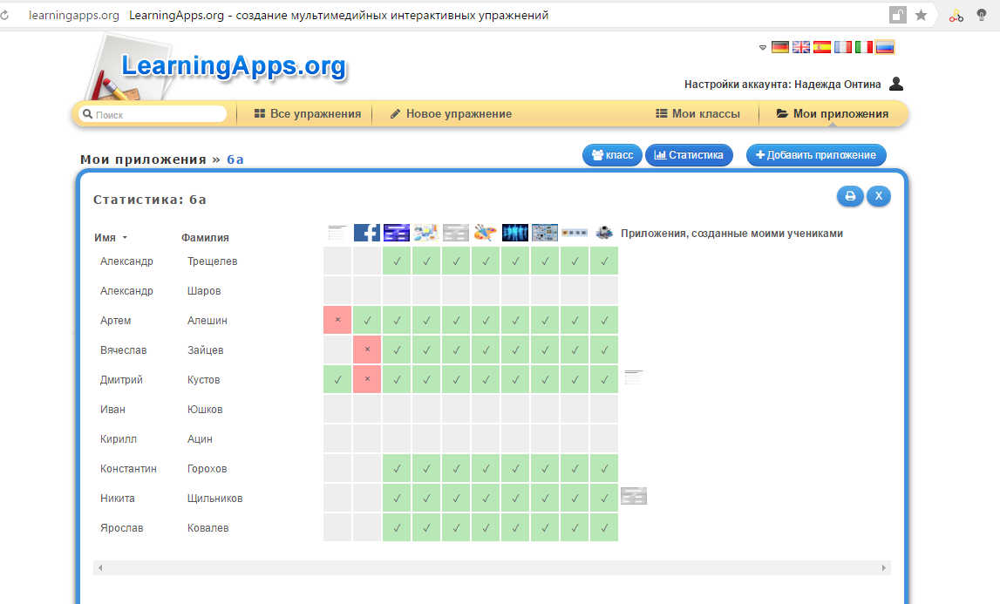 learningapps.org LearningApps.org - создание мультимедийных интерактивных упражнений
LearningApps.org
Настройки аккаунта: Надежда Онтина
Поиск
Все упражнения
Новое упражнение
Мои классы
Мои приложения
Мои приложения » 6а
класс
Статистика
Добавить приложение
Статистика: 6а
X
Имя Фамилия Приложения, созданные моими учениками
Александр Трещелев ✓ ✓ ✓ ✓ ✓ ✓ ✓ ✓
Александр Шаров
Артем Алешин × ✓ ✓ ✓ ✓ ✓ ✓ ✓ ✓ ✓
Вячеслав Зайцев × ✓ ✓ ✓ ✓ ✓ ✓ ✓ ✓
Дмитрий Кустов ✓ × ✓ ✓ ✓ ✓ ✓ ✓ ✓ ✓
Иван Юшков
Кирилл Ацин
Константин Горохов ✓ ✓ ✓ ✓ ✓ ✓ ✓ ✓
Никита Щильников ✓ ✓ ✓ ✓ ✓ ✓ ✓ ✓
Ярослав Ковалев ✓ ✓ ✓ ✓ ✓ ✓ ✓ ✓